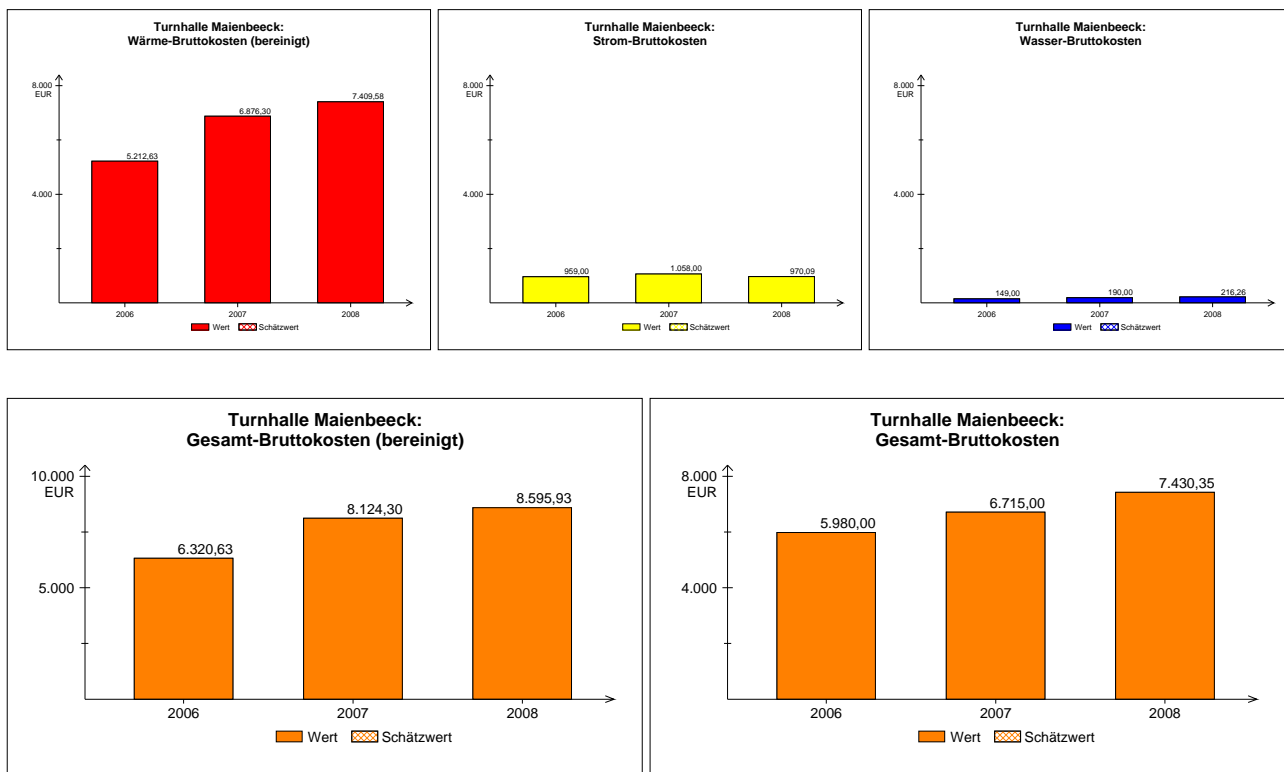 Turnhalle Maienbeeck:
Wärme-Bruttokosten (bereinigt)
8.000
EUR
7.409,58
6.876,30
5.212,63
4.000
2006 2007 2008
Wert Schätzwert
Turnhalle Maienbeeck:
Strom-Bruttokosten
8.000
EUR
4.000
959,00 1.058,00 970,09
2006 2007 2008
Wert Schätzwert
Turnhalle Maienbeeck:
Wasser-Bruttokosten
8.000
EUR
4.000
149,00 190,00 216,26
2006 2007 2008
Wert Schätzwert
Turnhalle Maienbeeck:
Gesamt-Bruttokosten (bereinigt)
10.000
EUR
8.595,93
8.124,30
6.320,63
5.000
2006 2007 2008
Wert Schätzwert
Turnhalle Maienbeeck:
Gesamt-Bruttokosten
8.000
EUR
7.430,35
6.715,00
5.980,00
4.000
2006 2007 2008
Wert Schätzwert